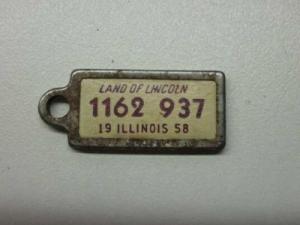 LAND OF LINCOLN
1162 937
19 ILLINOIS 58